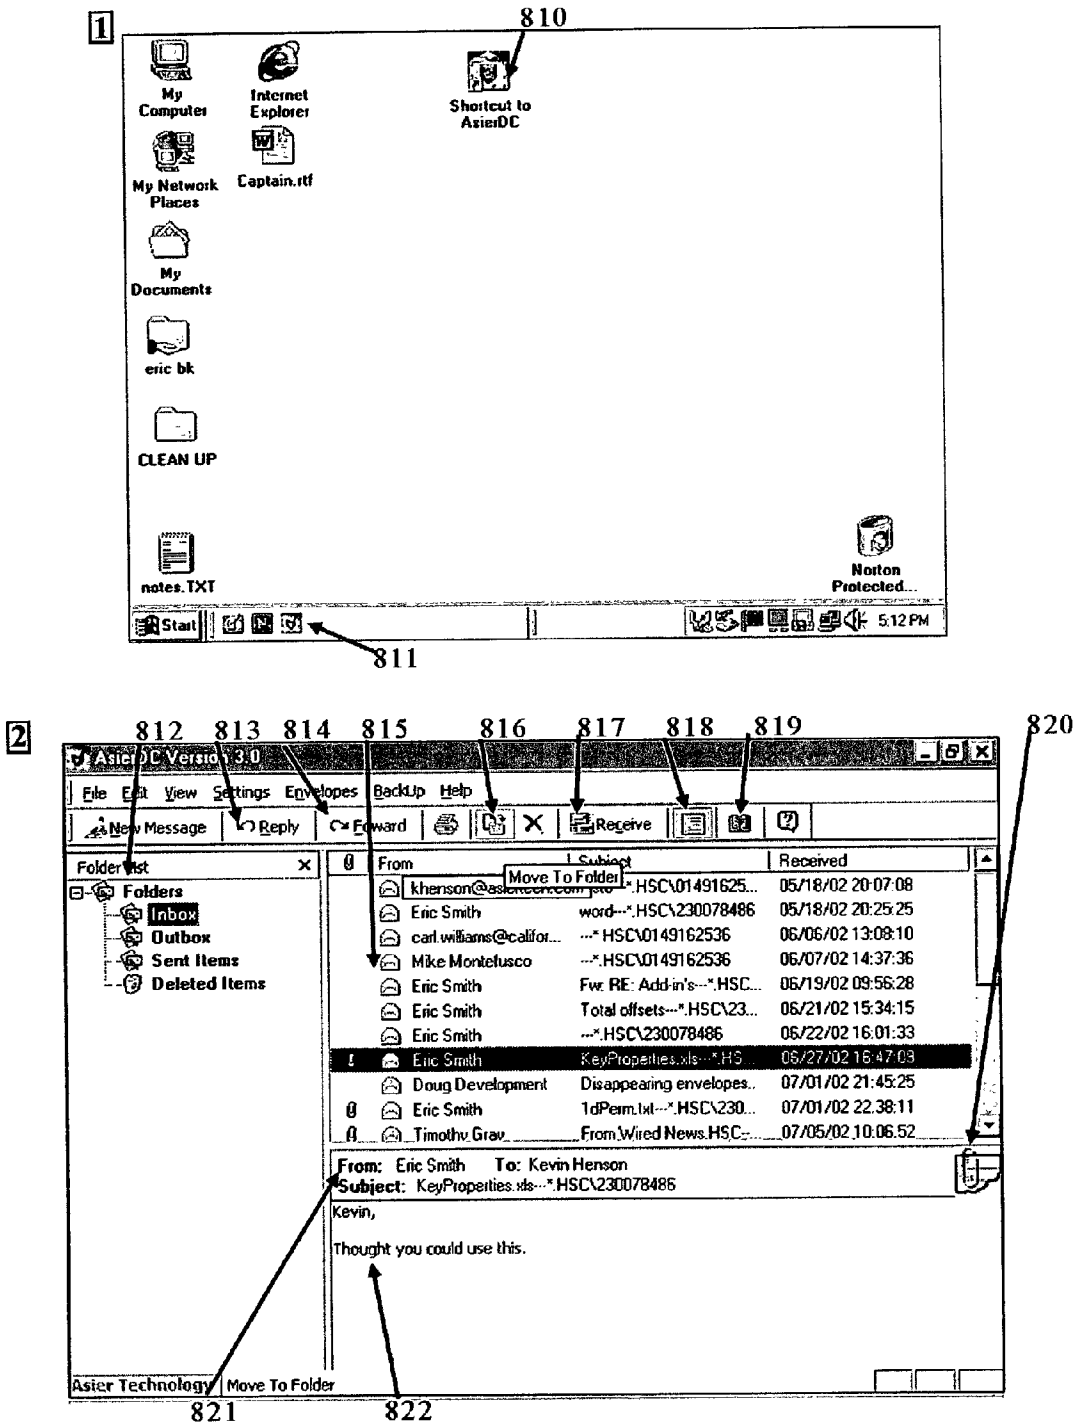 1
810
My Computer
Internet Explorer
Shortcut to AsierDC
My Network Places
Captain.rtf
My Documents
eric bk
CLEAN UP
notes.TXT
Norton Protected...
Start
5:12 PM
811
2
812 813 814 815 816 817 818 819 820
AsierDC Version 3.0
File Edit View Settings Envelopes BackUp Help
New Message Reply Forward Receive
Folder List x
From Subject Received
Move To Folder
Folders
Inbox
Outbox
Sent Items
Deleted Items
khenson@asiertech.com *.HSC\01491625... 05/18/02 20:07:08
Eric Smith word---*.HSC\230078486 05/18/02 20:25:25
carl.williams@califor... ---*.HSC\0149162536 06/06/02 13:08:10
Mike Montefusco ---*.HSC\0149162536 06/07/02 14:37:36
Eric Smith Fw: RE: Add-in's---*.HSC... 06/19/02 09:56:28
Eric Smith Total offsets---*.HSC\23... 06/21/02 15:34:15
Eric Smith ---*.HSC\230078486 06/22/02 16:01:33
! Eric Smith KeyProperties.xls---*.HS... 06/27/02 16:47:03
Doug Development Disappearing envelopes.. 07/01/02 21:45:25
Eric Smith 1dPerm.txt---*.HSC\230... 07/01/02 22:38:11
Timothy Gray From Wired News.HSC-... 07/05/02 10:06:52
From: Eric Smith To: Kevin Henson
Subject: KeyProperties.xls---*.HSC\230078486
Kevin,
Thought you could use this.
Asier Technology Move To Folder
821 822